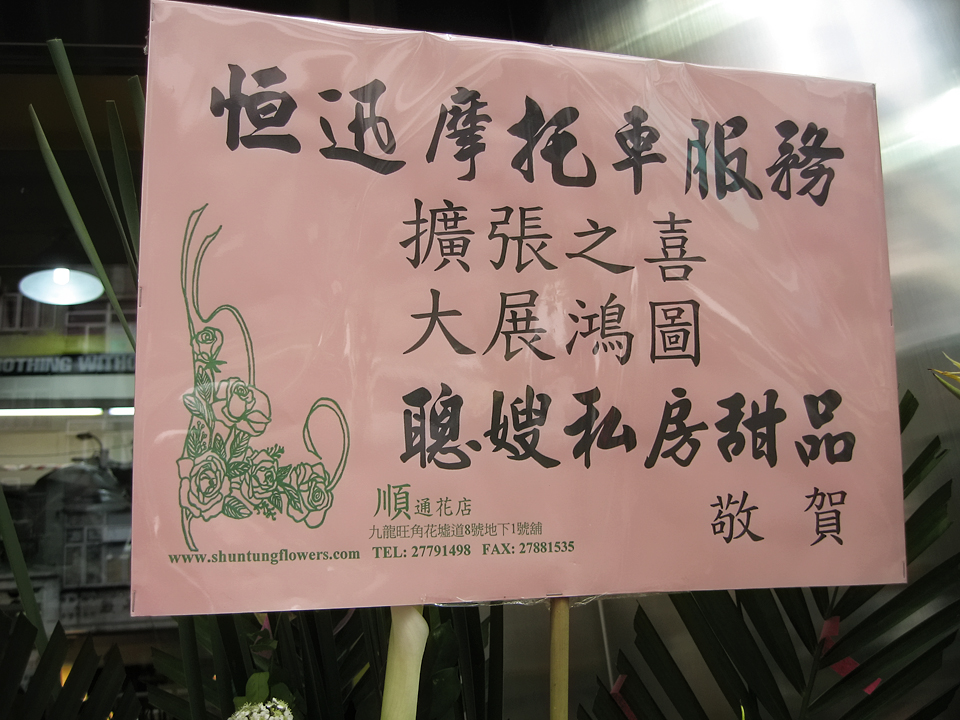 恒迅摩托車服務
擴張之喜
大展鴻圖
聰嫂私房甜品
敬賀
順通花店
九龍旺角花墟道8號地下1號舖
www.shuntungflowers.com TEL: 27791498 FAX: 27881535
NOTHING WITH